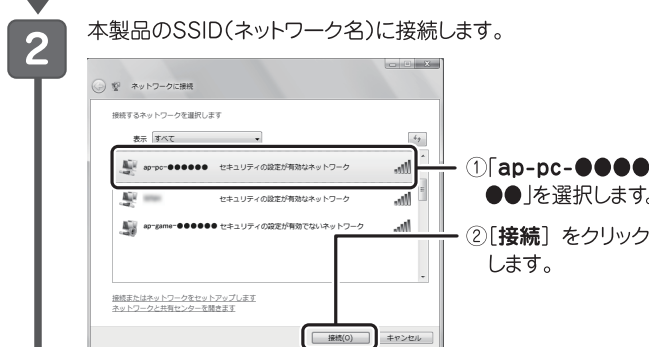 2
本製品のSSID(ネットワーク名)に接続します。
ネットワークに接続
接続するネットワークを選択します
表示 すべて
ap-pc-●●●●●● セキュリティの設定が有効なネットワーク
セキュリティの設定が有効なネットワーク
ap-game-●●●●●● セキュリティの設定が有効でないネットワーク
接続またはネットワークをセットアップします
ネットワークと共有センターを開きます
接続(O) キャンセル
①「ap-pc-●●●●
●●」を選択します。
②[接続] をクリック
します。